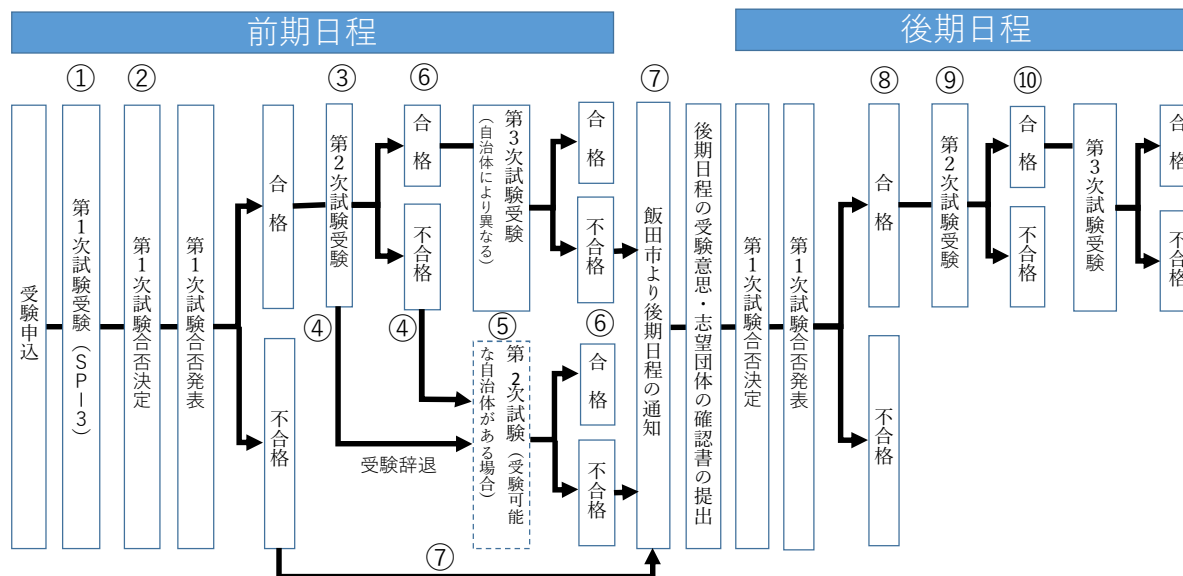 前期日程
後期日程
①
②
③
⑥
⑦
⑧
⑨
⑩
受験申込
第1次試験受験（SPI-3）
第1次試験合否決定
第1次試験合否発表
合格
不合格
第2次試験受験
④
受験辞退
合格
不合格
④
第3次試験受験
（自治体により異なる）
⑤
第2次試験（受験可能
な自治体がある場合）
合格
不合格
⑥
合格
不合格
⑦
飯田市より後期日程の通知
後期日程の受験意思・志望団体の確認書の提出
第1次試験合否決定
第1次試験合否発表
合格
不合格
第2次試験受験
合格
不合格
第3次試験受験
合格
不合格